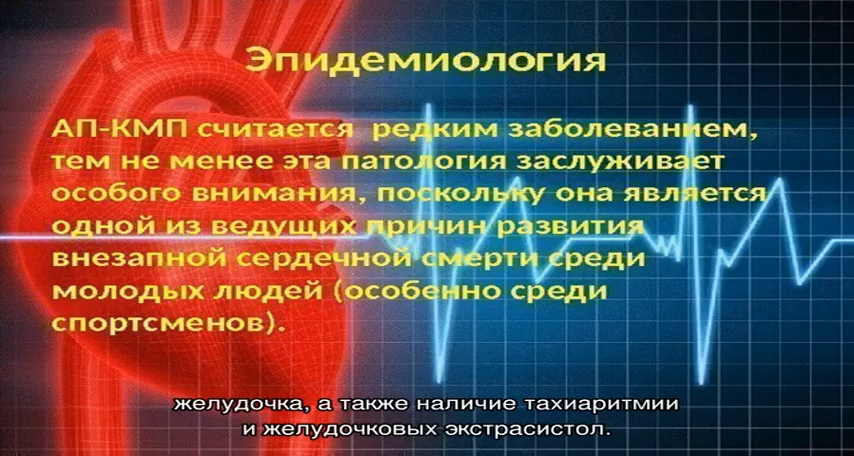 Эпидемиология
АП-КМП считается редким заболеванием,
тем не менее эта патология заслуживает
особого внимания, поскольку она является
одной из ведущих причин развития
внезапной сердечной смерти среди
молодых людей (особенно среди
спортсменов).
желудочка, а также наличие тахиаритмии
и желудочковых экстрасистол.